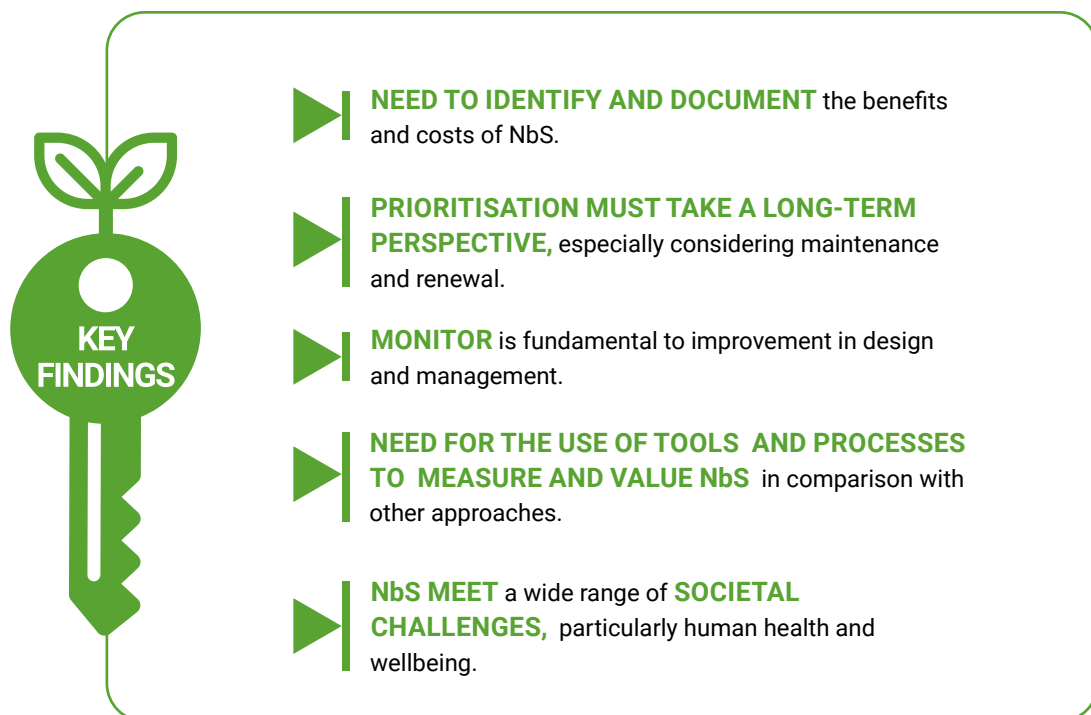 KEY
FINDINGS
NEED TO IDENTIFY AND DOCUMENT the benefits
and costs of NbS.
PRIORITISATION MUST TAKE A LONG-TERM
PERSPECTIVE, especially considering maintenance
and renewal.
MONITOR is fundamental to improvement in design
and management.
NEED FOR THE USE OF TOOLS AND PROCESSES
TO MEASURE AND VALUE NbS in comparison with
other approaches.
NbS MEET a wide range of SOCIETAL
CHALLENGES, particularly human health and
wellbeing.